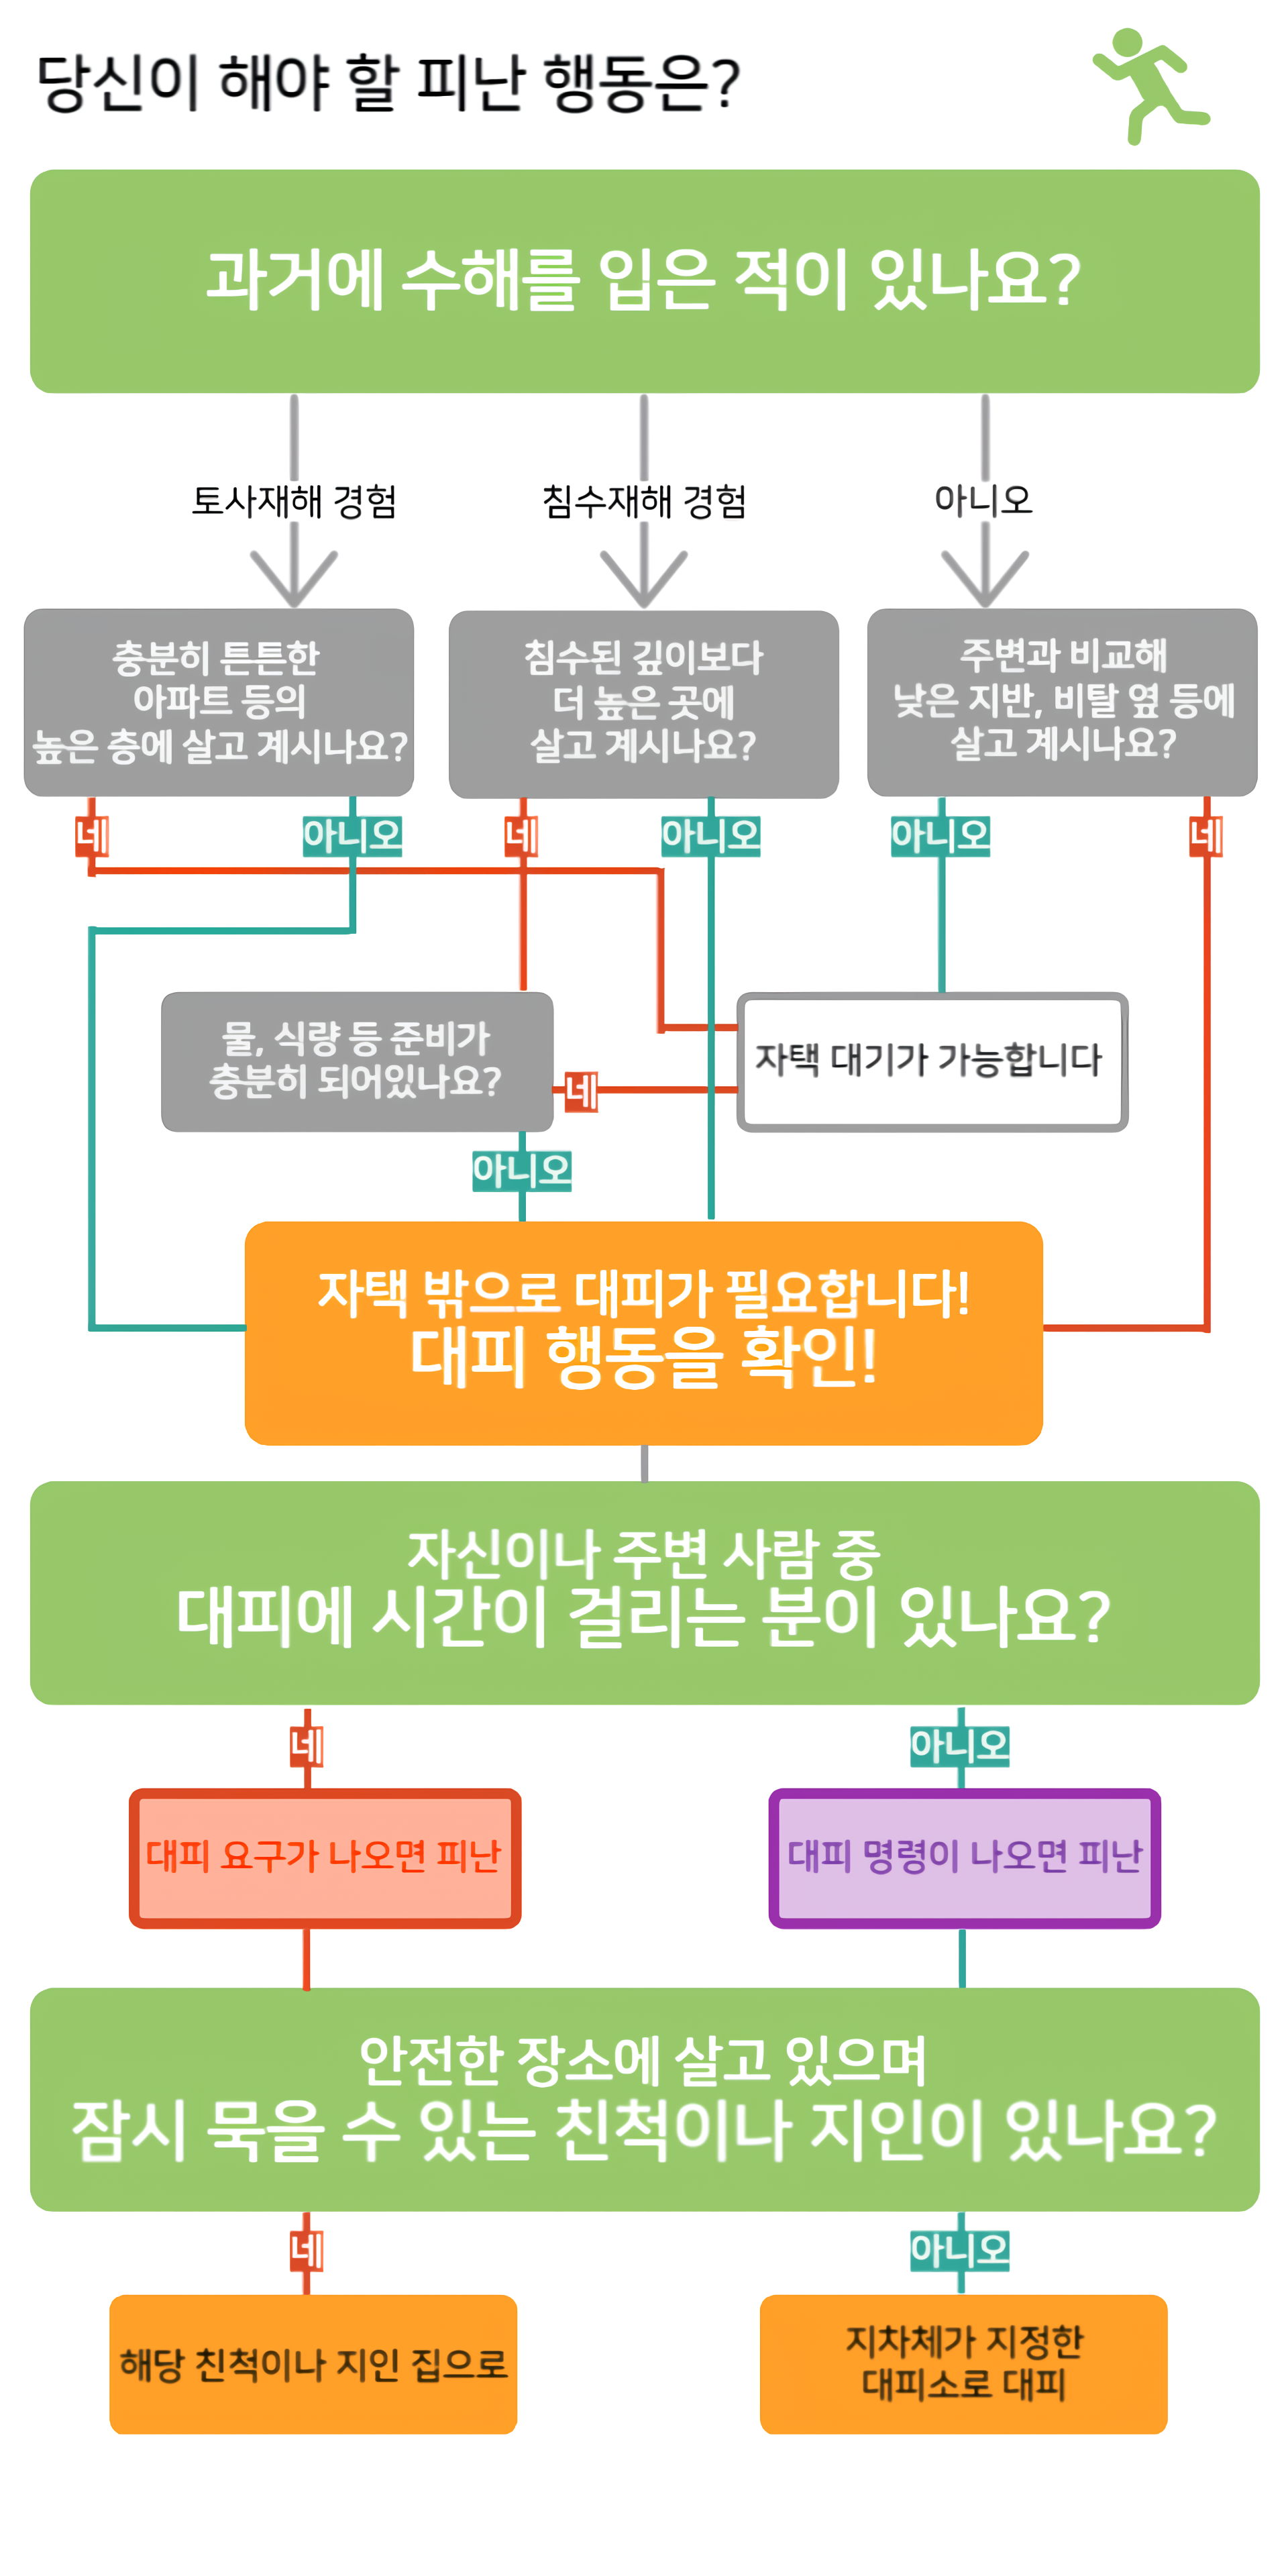 당신이 해야 할 피난 행동은?
과거에 수해를 입은 적이 있나요?
토사재해 경험
침수재해 경험
아니오
충분히 튼튼한
아파트 등의
높은 층에 살고 계시나요?
침수된 깊이보다
더 높은 곳에
살고 계시나요?
주변과 비교해
낮은 지반, 비탈 옆 등에
살고 계시나요?
네
아니오
네
아니오
아니오
네
물, 식량 등 준비가
충분히 되어있나요?
네
자택 대기가 가능합니다
아니오
자택 밖으로 대피가 필요합니다!
대피 행동을 확인!
자신이나 주변 사람 중
대피에 시간이 걸리는 분이 있나요?
네
아니오
대피 요구가 나오면 피난
대피 명령이 나오면 피난
안전한 장소에 살고 있으며
잠시 묵을 수 있는 친척이나 지인이 있나요?
네
아니오
해당 친척이나 지인 집으로
지차체가 지정한
대피소로 대피